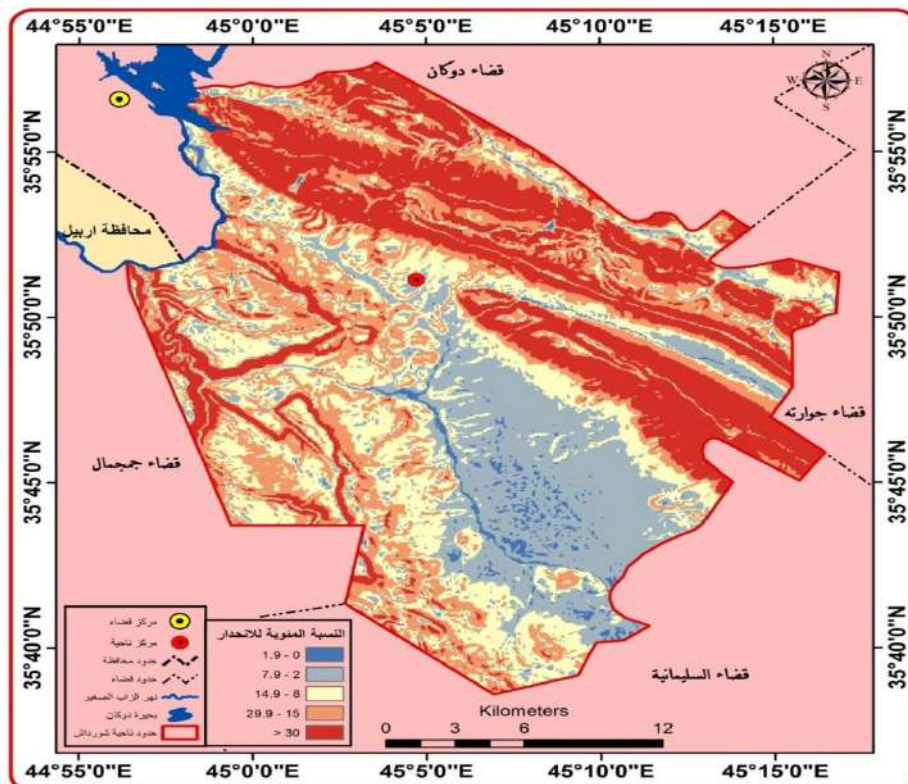 44°55'0"E 45°0'0"E 45°5'0"E 45°10'0"E 45°15'0"E
قضاء دوكان
N
W E
S
35°55'0"N
35°55'0"N
محافظة اربيل
35°50'0"N
35°50'0"N
قضاء جوارته
قضاء جمجمال
35°45'0"N
35°45'0"N
35°40'0"N
35°40'0"N
قضاء السليمانية
مركز قضاء
مركز ناحية
حدود محافظة
حدود قضاء
نهر الزاب الصغير
بحيرة دوكان
حدود ناحية سورداش
النسبة المئوية للانحدار
1.9 - 0
7.9 - 2
14.9 - 8
29.9 - 15
> 30
Kilometers
0 3 6 12
44°55'0"E 45°0'0"E 45°5'0"E 45°10'0"E 45°15'0"E